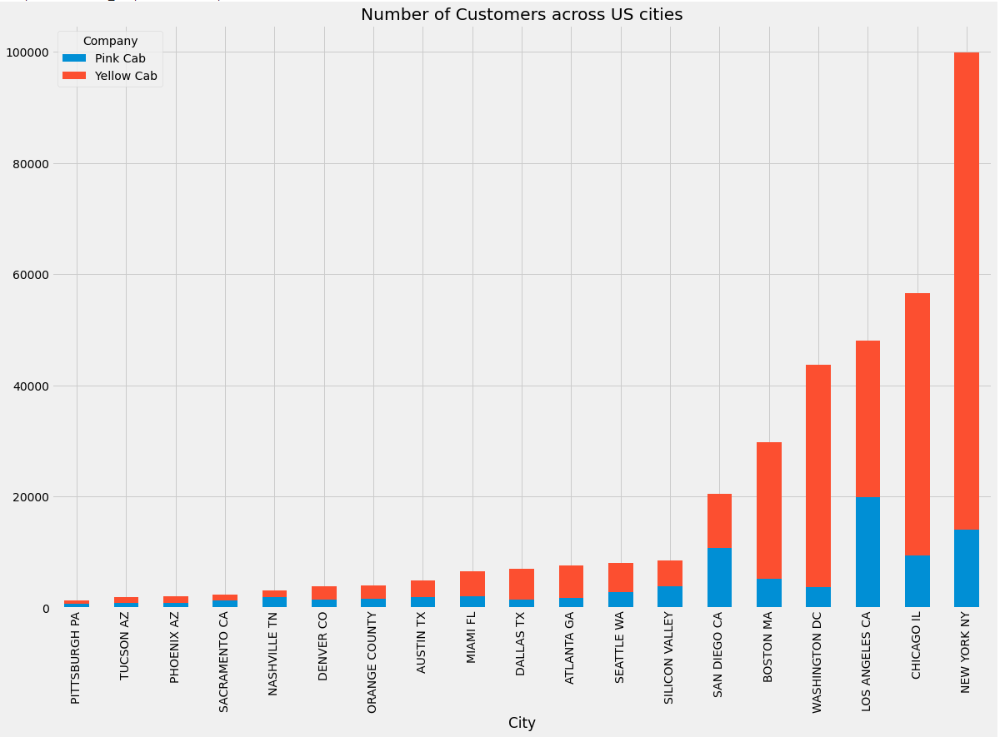 Number of Customers across US cities
Company
Pink Cab
Yellow Cab
100000
80000
60000
40000
20000
0
PITTSBURGH PA
TUCSON AZ
PHOENIX AZ
SACRAMENTO CA
NASHVILLE TN
DENVER CO
ORANGE COUNTY
AUSTIN TX
MIAMI FL
DALLAS TX
ATLANTA GA
SEATTLE WA
SILICON VALLEY
SAN DIEGO CA
BOSTON MA
WASHINGTON DC
LOS ANGELES CA
CHICAGO IL
NEW YORK NY
City